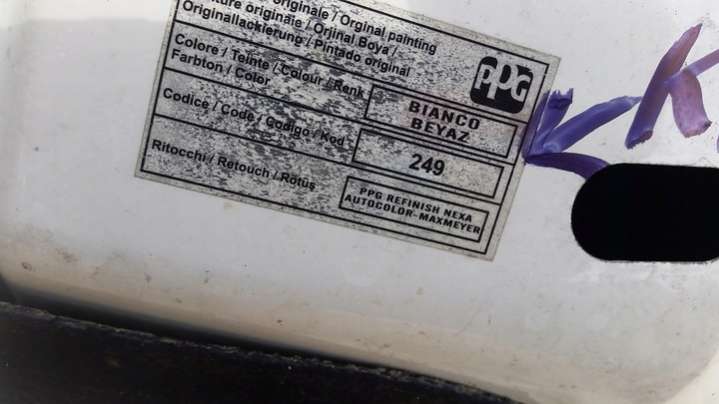 originale / Orginal painting
ture originale / Orjinal Boya /
Originallackierung / Pintado original
PPG
Colore / Teinte / Colour / Renk
Farbton / Color
BIANCO
BEYAZ
Codice / Code / Codigo / Kod
249
Ritocchi / Retouch / Rötüş
PPG REFINISH NEXA
AUTOCOLOR-MAXMEYER